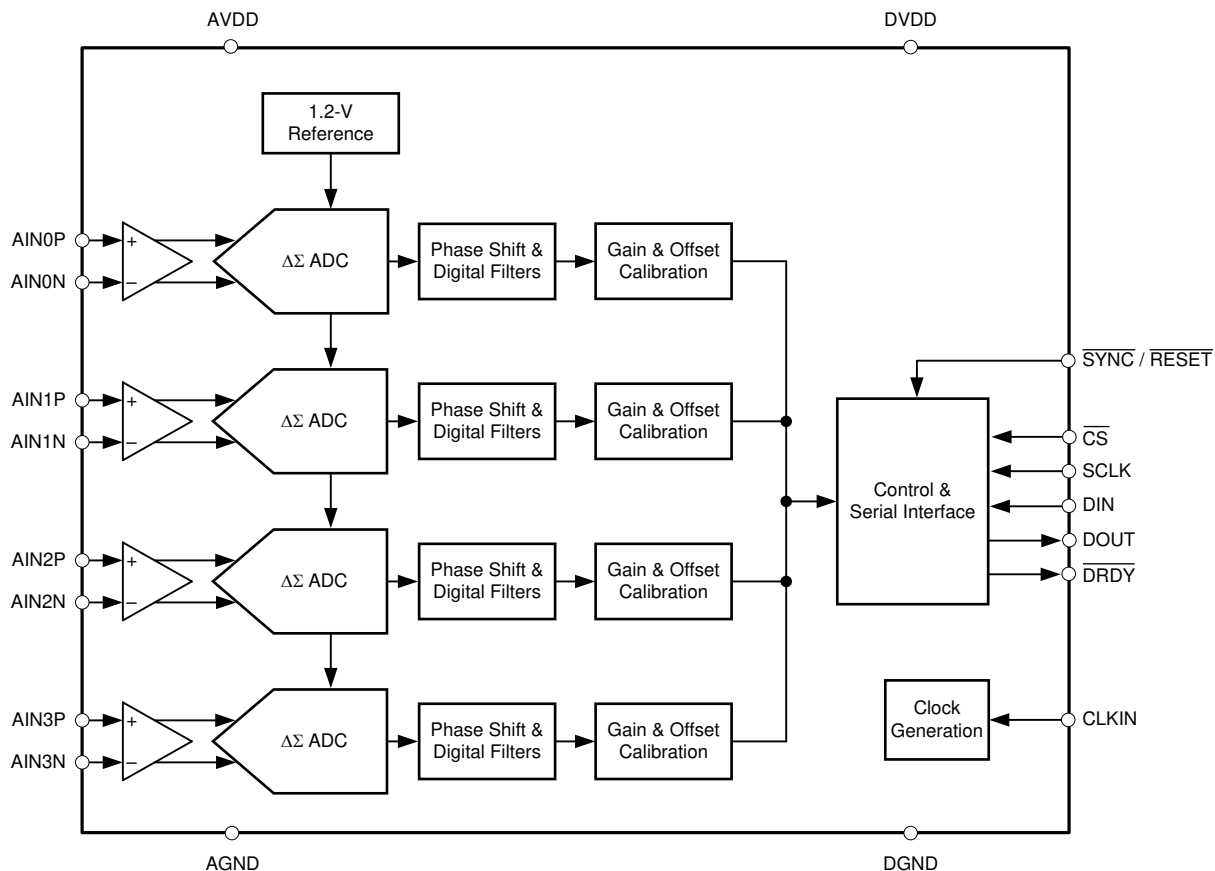 AVDD
DVDD
1.2-V
Reference
AIN0P
AIN0N
+
−
ΔΣ ADC
Phase Shift &
Digital Filters
Gain & Offset
Calibration
SYNC / RESET
AIN1P
AIN1N
+
−
ΔΣ ADC
Phase Shift &
Digital Filters
Gain & Offset
Calibration
CS
SCLK
DIN
DOUT
DRDY
Control &
Serial Interface
AIN2P
AIN2N
+
−
ΔΣ ADC
Phase Shift &
Digital Filters
Gain & Offset
Calibration
AIN3P
AIN3N
+
−
ΔΣ ADC
Phase Shift &
Digital Filters
Gain & Offset
Calibration
Clock
Generation
CLKIN
AGND
DGND